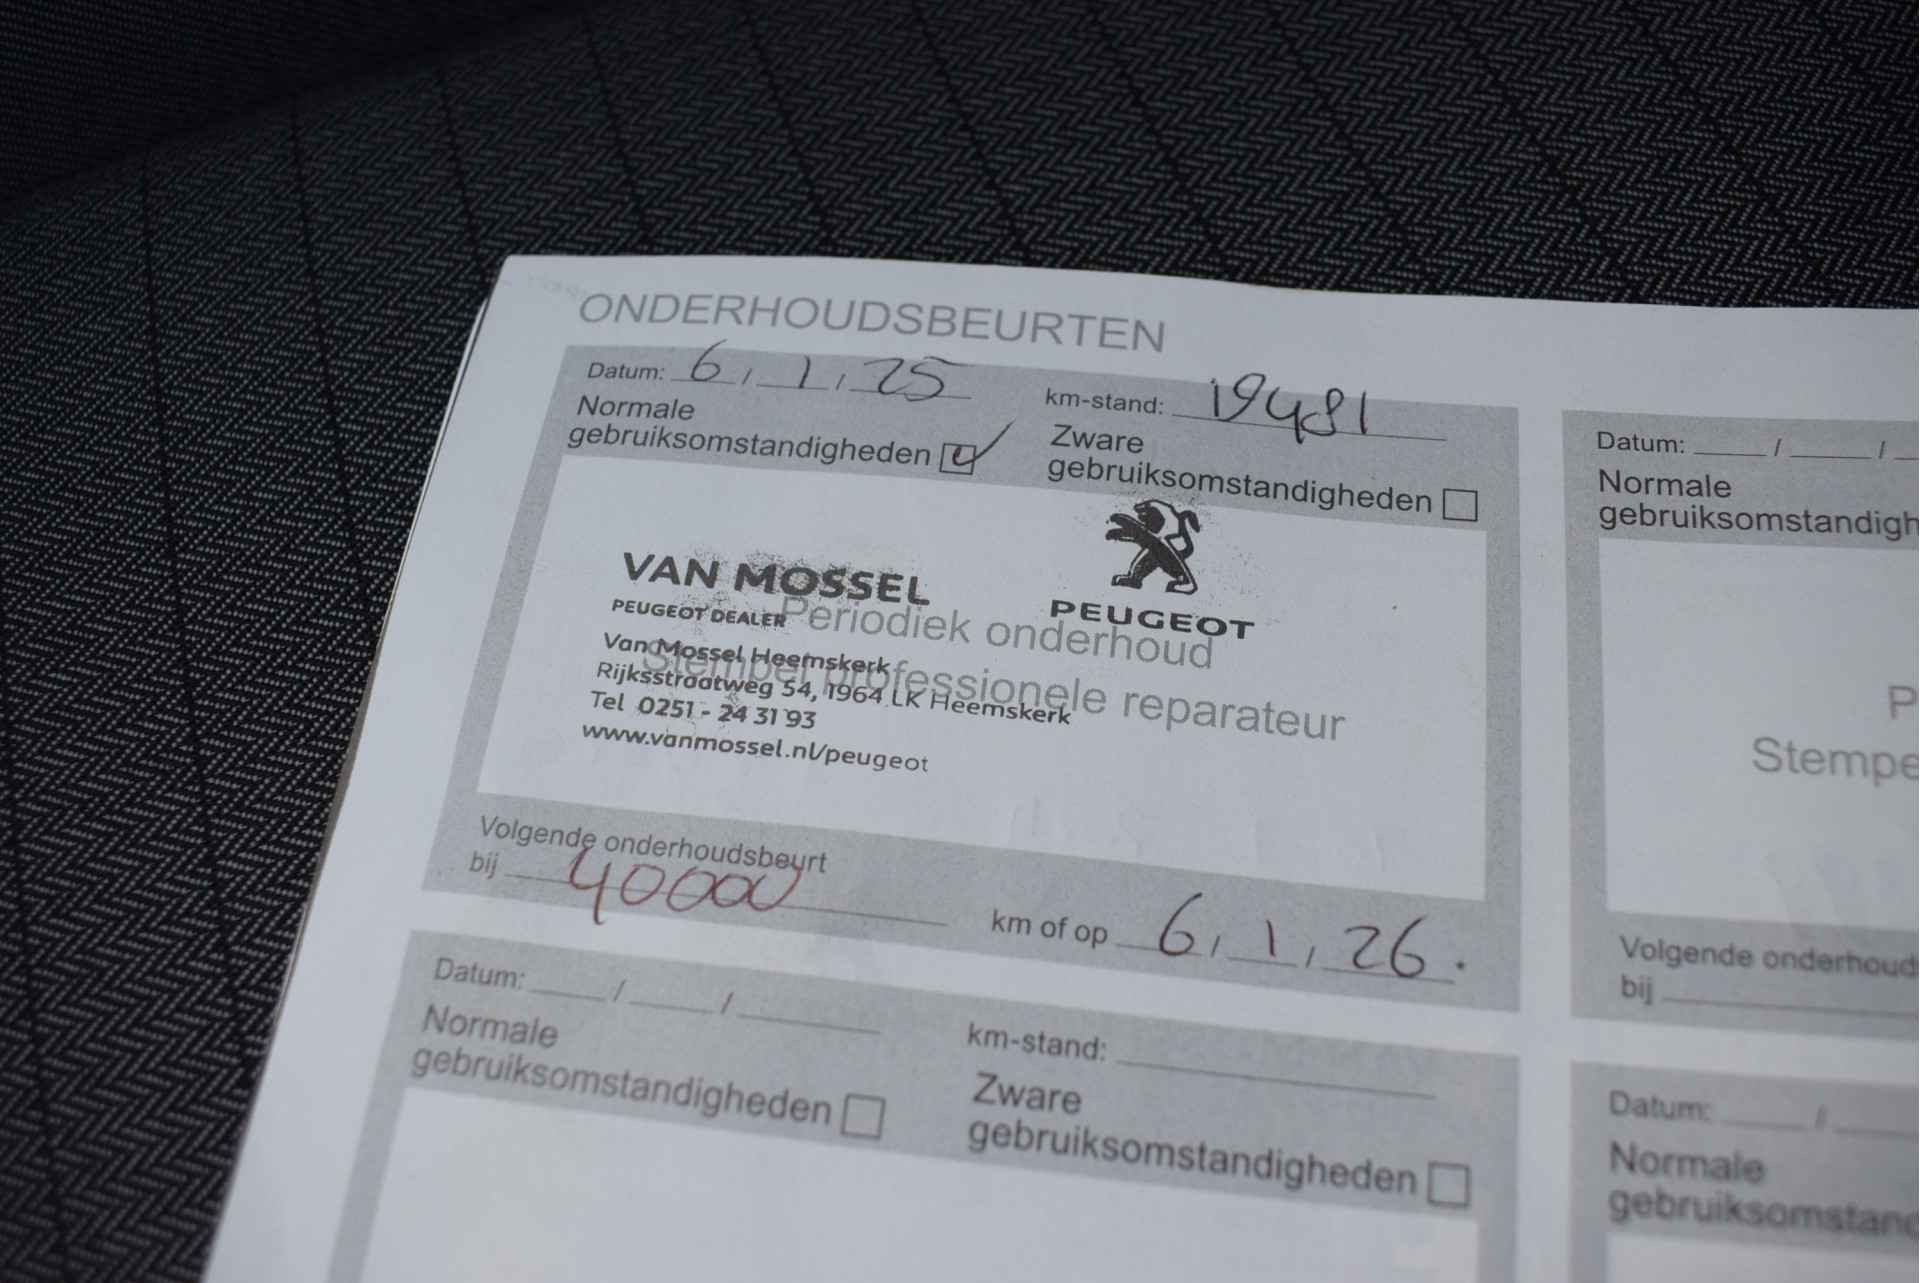 ONDERHOUDSBEURTEN
Datum: 6 / 1 / 25 km-stand: 19481
Normale
gebruiksomstandigheden
Zware
gebruiksomstandigheden
VAN MOSSEL
PEUGEOT DEALER
PEUGEOT
Periodiek onderhoud
Stempel professionele reparateur
Van Mossel Heemskerk
Rijksstraatweg 54, 1964 LK Heemskerk
Tel 0251 - 24 31 93
www.vanmossel.nl/peugeot
Volgende onderhoudsbeurt
bij 40000 km of op 6 / 1 / 26.
Datum: / /
Normale
gebruiksomstandigh
P
Stempe
Volgende onderhoud
bij
Datum: / / km-stand:
Normale
gebruiksomstandigheden
Zware
gebruiksomstandigheden
Datum: /
Normale
gebruiksomstand